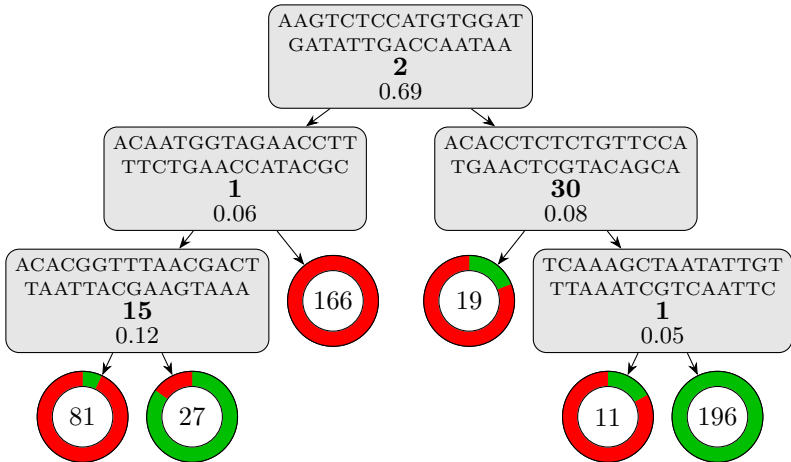 AAGTCTCCATGTGGAT
GATATTGACCAATAA
2
0.69
ACAATGGTAGAACCTT
TTCTGAACCATACGC
1
0.06
ACACCTCTCTGTTCCA
TGAACTCGTACAGCA
30
0.08
ACACGGTTTAACGACT
TAATTACGAAGTAAA
15
0.12
166
19
TCAAAGCTAATATTGT
TTAAATCGTCAATTC
1
0.05
81
27
11
196